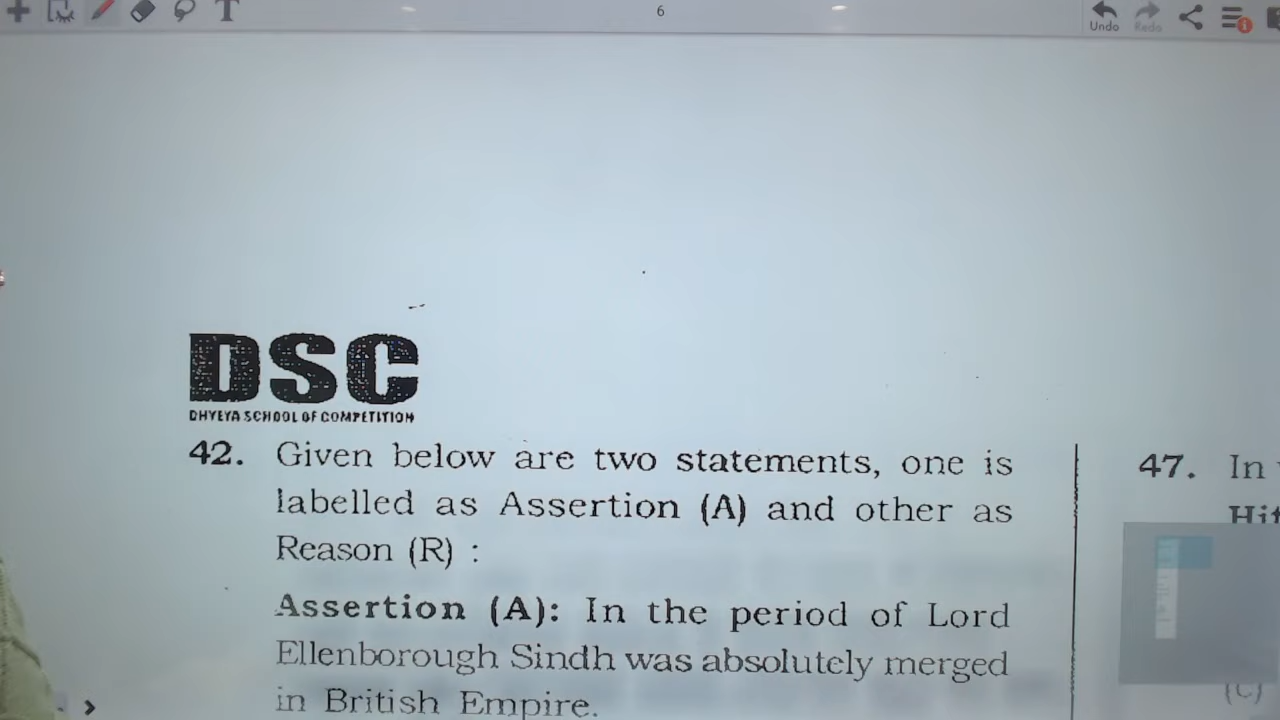 T
6
Undo
Redo
DSC
DHYEYA SCHOOL OF COMPETITION
42. Given below are two statements, one is
labelled as Assertion (A) and other as
Reason (R) :
Assertion (A): In the period of Lord
Ellenborough Sindh was absolutely merged
in British Empire.
47. In
(C)